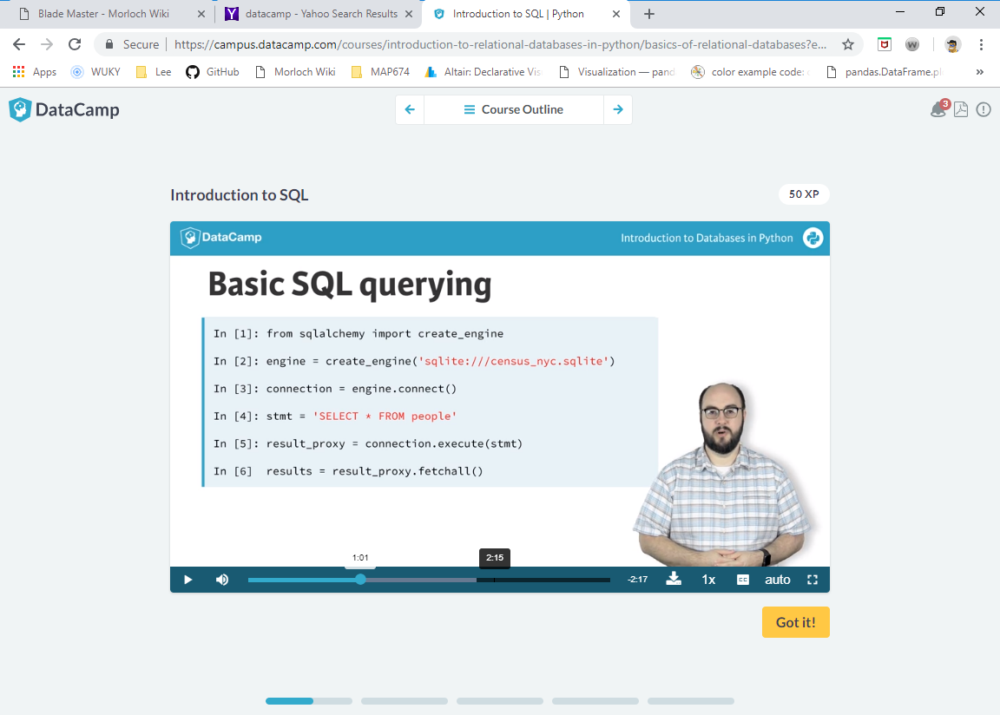 Blade Master - Morloch Wiki
datacamp - Yahoo Search Results
Introduction to SQL | Python
Secure
https://campus.datacamp.com/courses/introduction-to-relational-databases-in-python/basics-of-relational-databases?e...
Apps WUKY Lee GitHub Morloch Wiki MAP674 Altair: Declarative Vis Visualization — pand color example code: pandas.DataFrame.pl »
DataCamp
Course Outline
3
Introduction to SQL
50 XP
DataCamp
Introduction to Databases in Python
Basic SQL querying
In [1]: from sqlalchemy import create_engine
In [2]: engine = create_engine('sqlite:///census_nyc.sqlite')
In [3]: connection = engine.connect()
In [4]: stmt = 'SELECT * FROM people'
In [5]: result_proxy = connection.execute(stmt)
In [6] results = result_proxy.fetchall()
1:01
2:15
-2:17
1x
CC
auto
Got it!